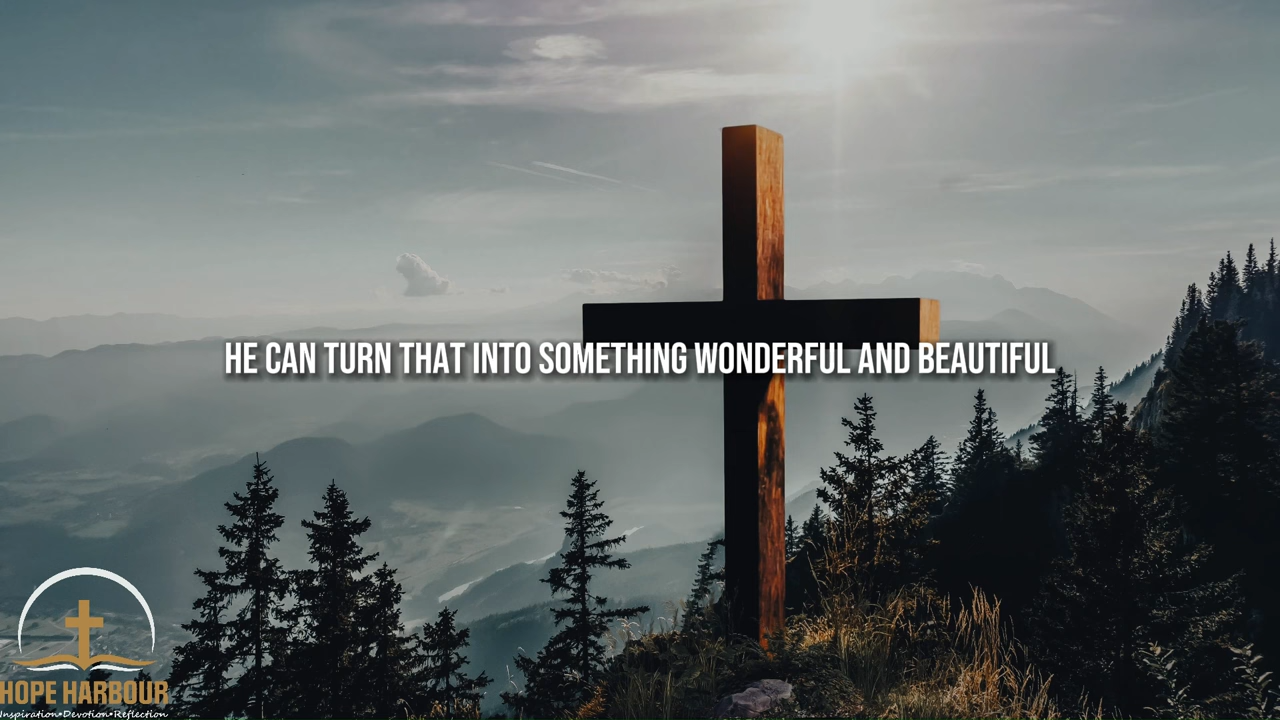 HE CAN TURN THAT INTO SOMETHING WONDERFUL AND BEAUTIFUL
HOPE HARBOUR
Inspiration•Devotion•Reflection